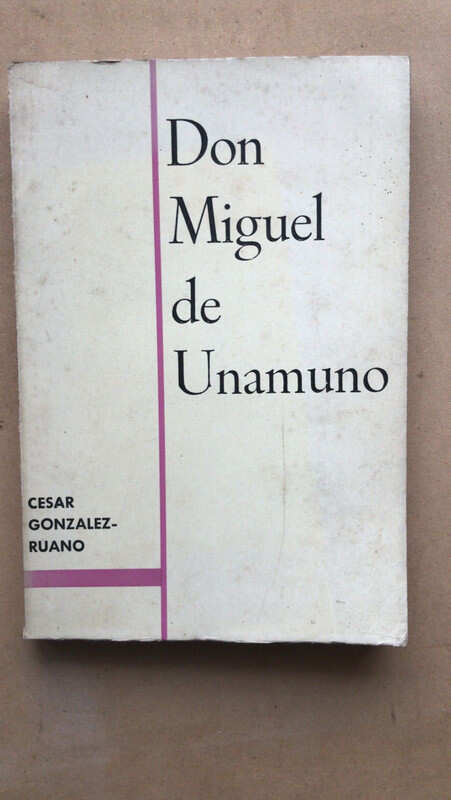 Don
Miguel
de
Unamuno
CESAR
GONZALEZ-
RUANO